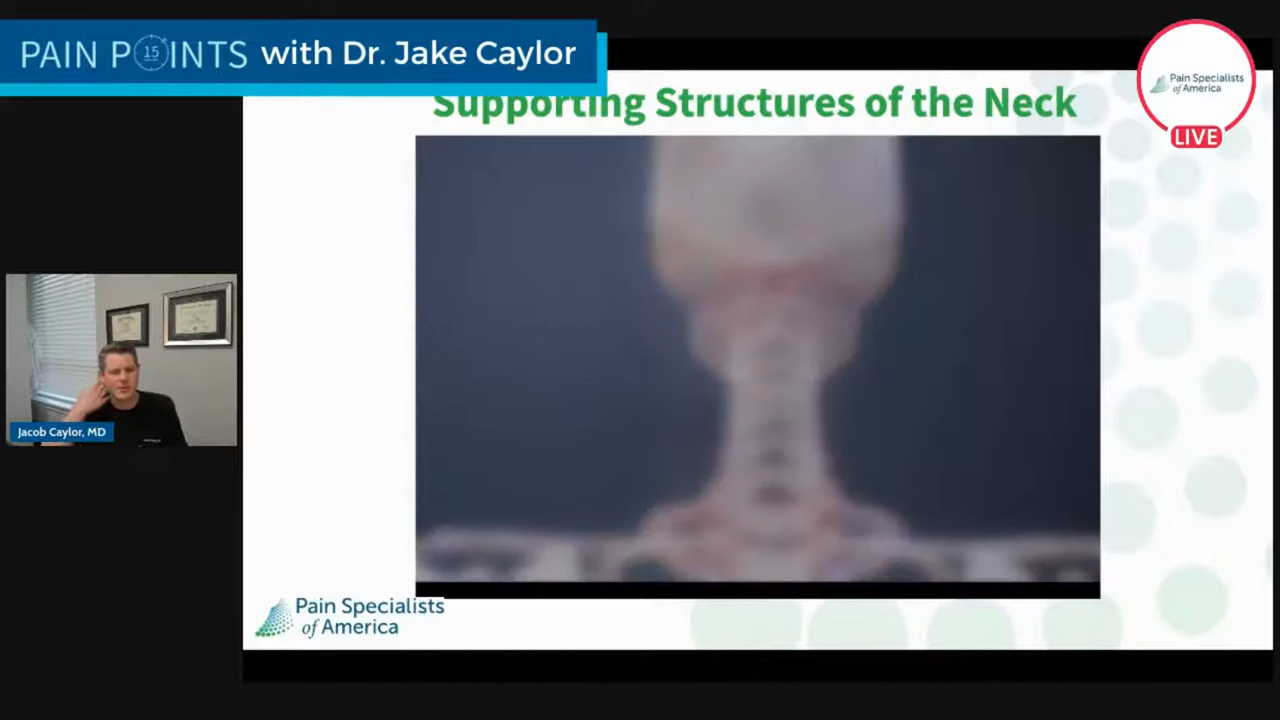 PAIN POINTS with Dr. Jake Caylor
15
Pain Specialists
of America
LIVE
Supporting Structures of the Neck
Jacob Caylor, MD
Pain Specialists
of America